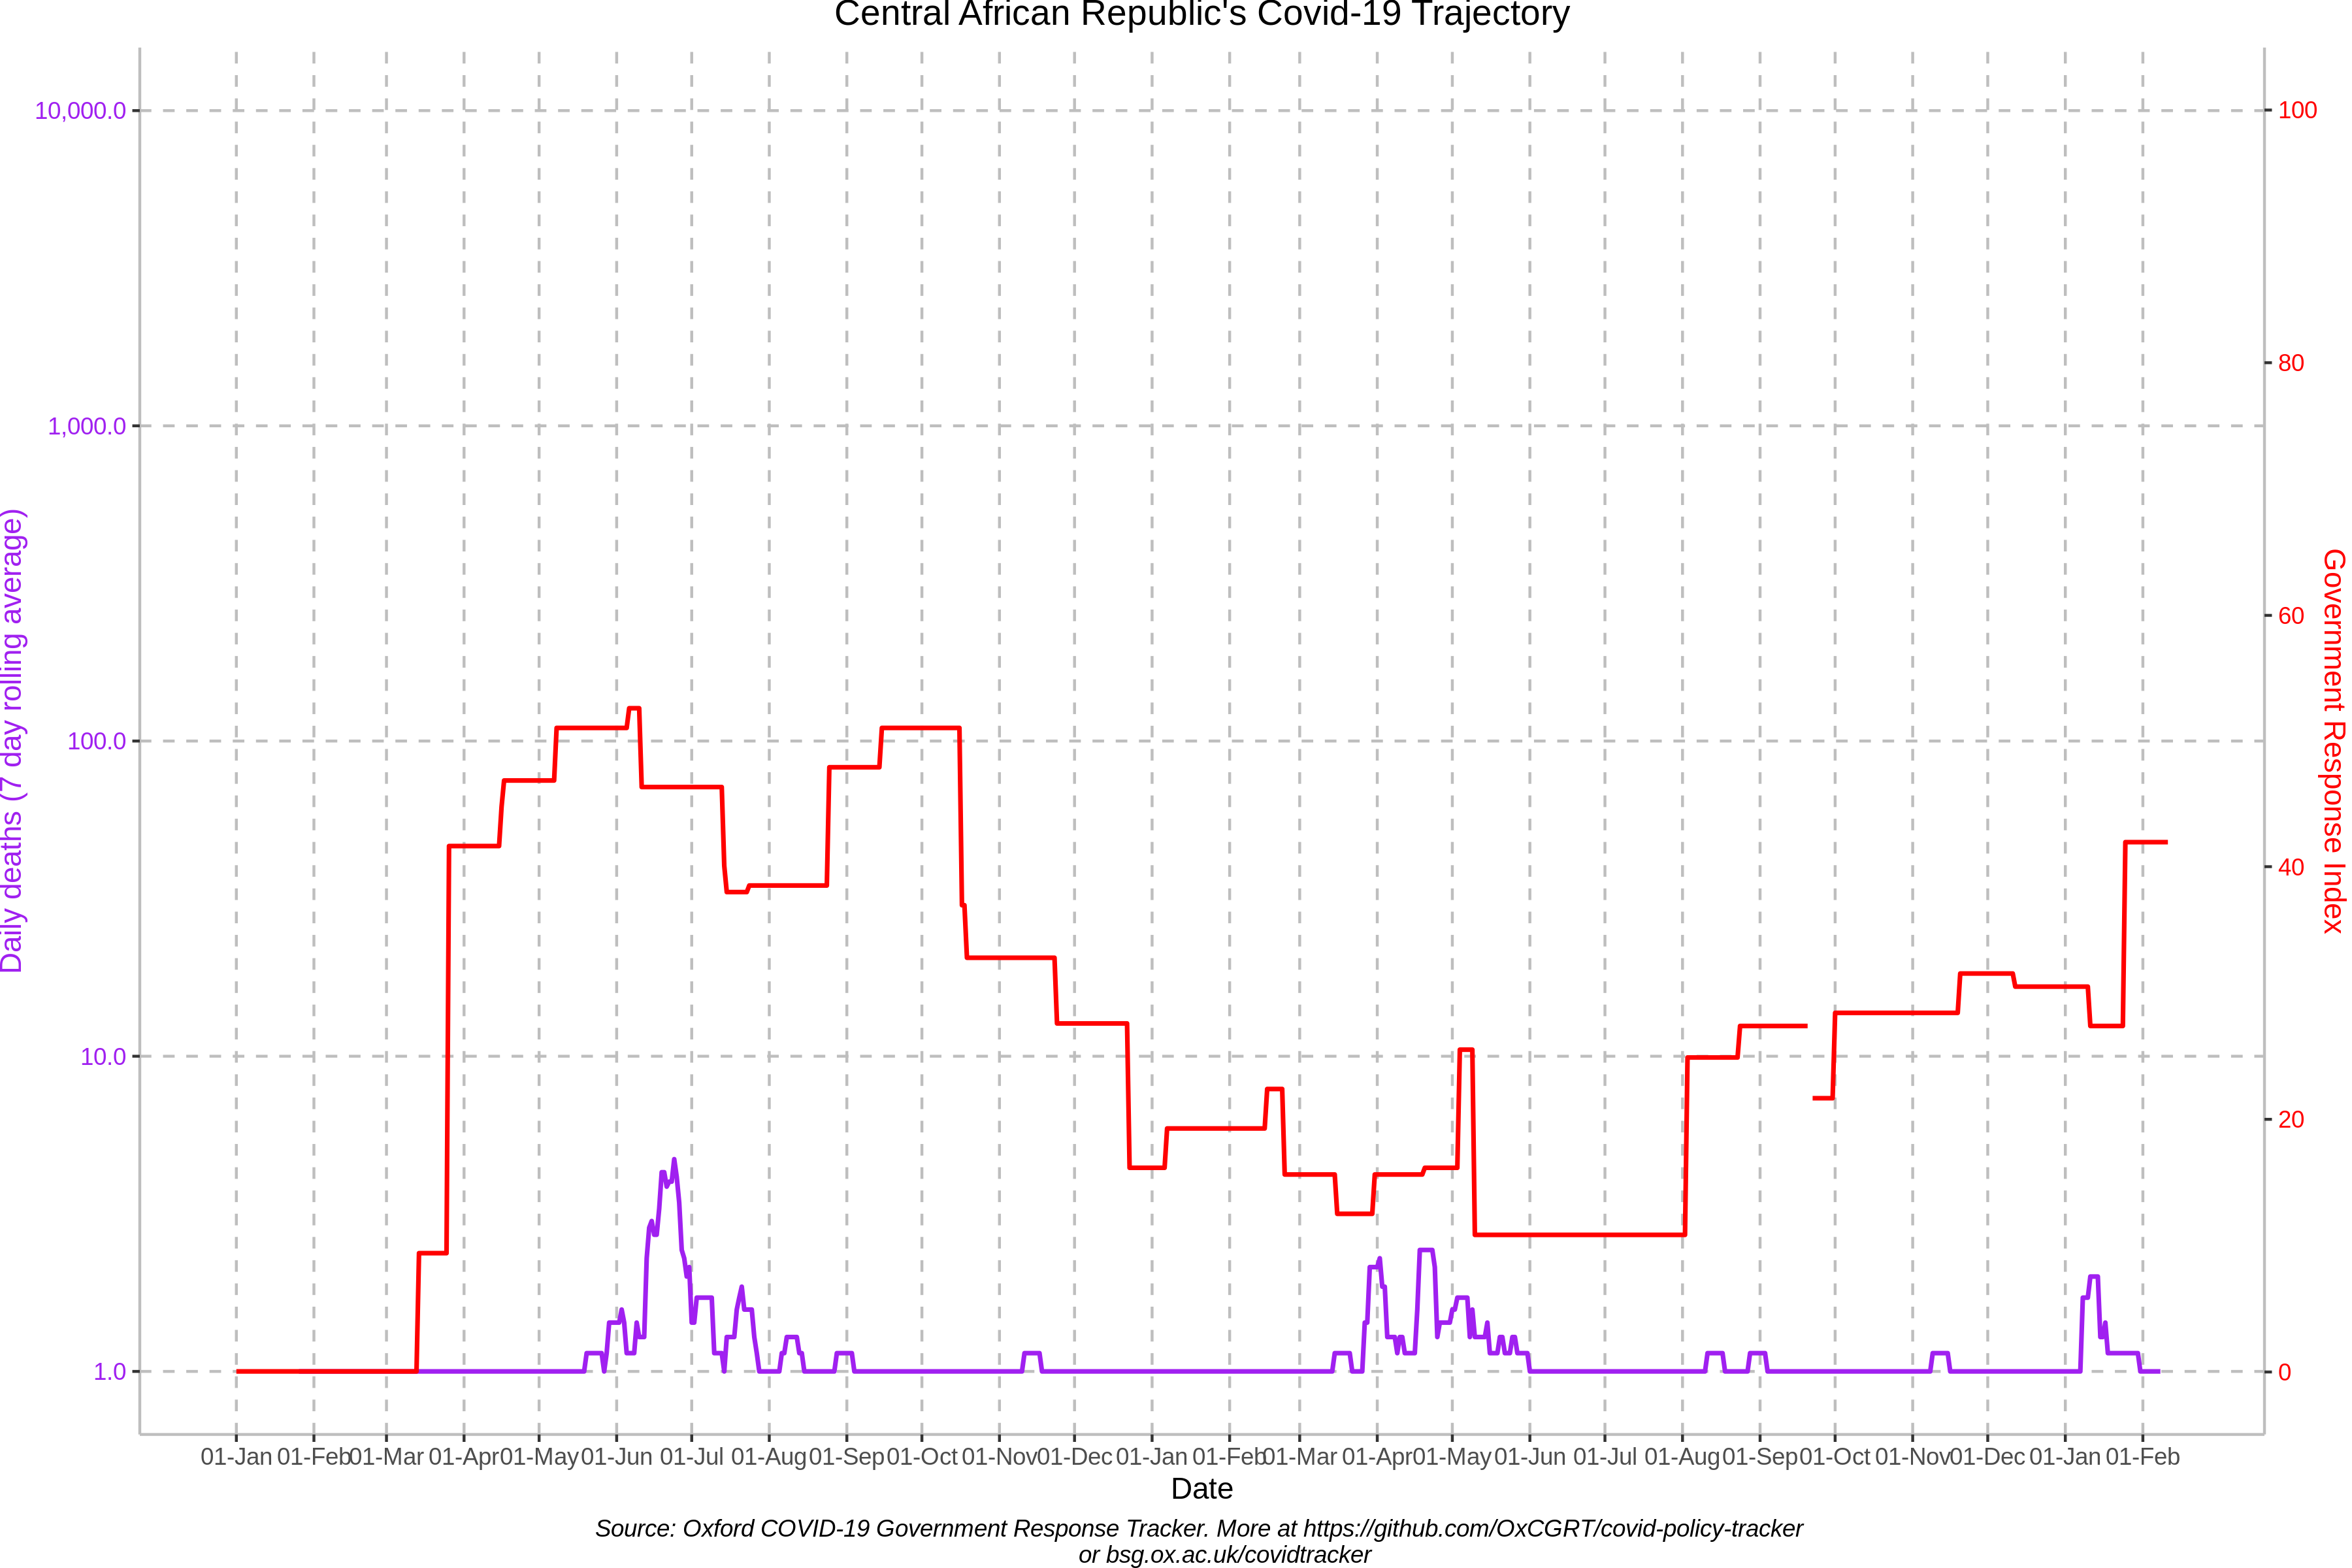 Central African Republic's Covid-19 Trajectory
10,000.0
1,000.0
100.0
10.0
1.0
Daily deaths (7 day rolling average)
100
80
60
40
20
0
Government Response Index
01-Jan 01-Feb 01-Mar 01-Apr 01-May 01-Jun 01-Jul 01-Aug 01-Sep 01-Oct 01-Nov 01-Dec 01-Jan 01-Feb 01-Mar 01-Apr 01-May 01-Jun 01-Jul 01-Aug 01-Sep 01-Oct 01-Nov 01-Dec 01-Jan 01-Feb
Date
Source: Oxford COVID-19 Government Response Tracker. More at https://github.com/OxCGRT/covid-policy-tracker
or bsg.ox.ac.uk/covidtracker